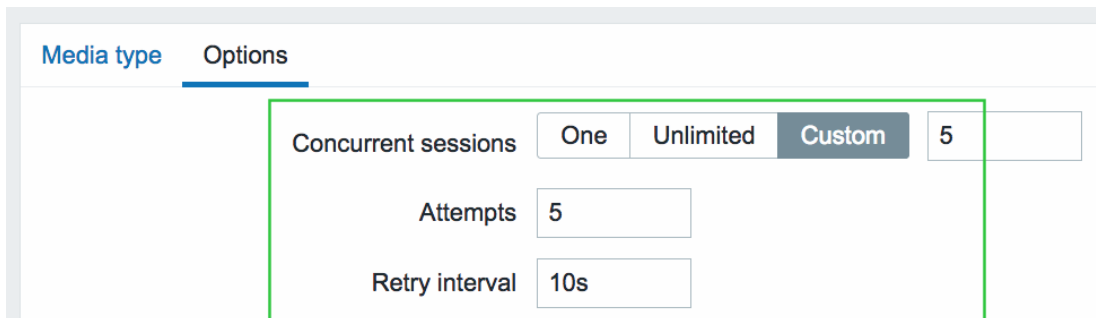 Media type Options
Concurrent sessions One Unlimited Custom 5
Attempts 5
Retry interval 10s